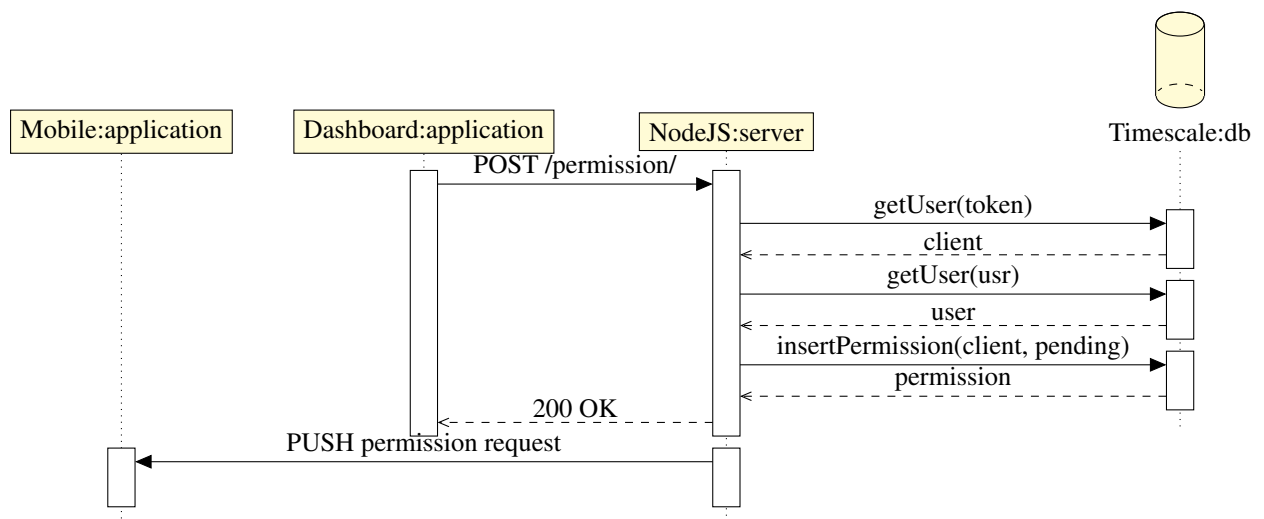 Mobile:application
Dashboard:application
NodeJS:server
Timescale:db
POST /permission/
getUser(token)
client
getUser(usr)
user
insertPermission(client, pending)
permission
200 OK
PUSH permission request